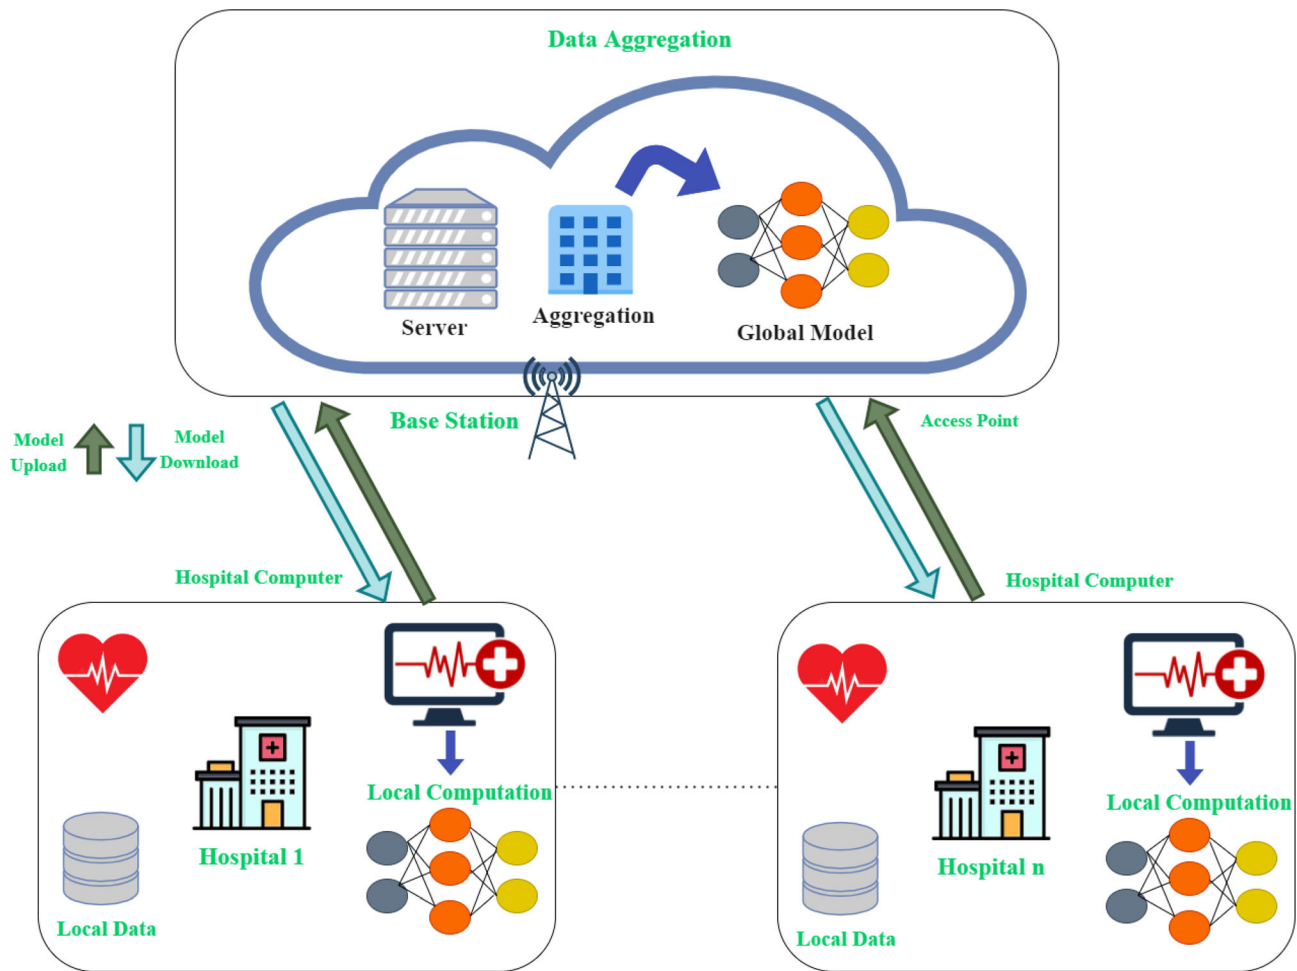 Data Aggregation
Server
Aggregation
Global Model
Base Station
Access Point
Model
Upload
Model
Download
Hospital Computer
Hospital Computer
Local Computation
Hospital 1
Local Data
Local Computation
Hospital n
Local Data